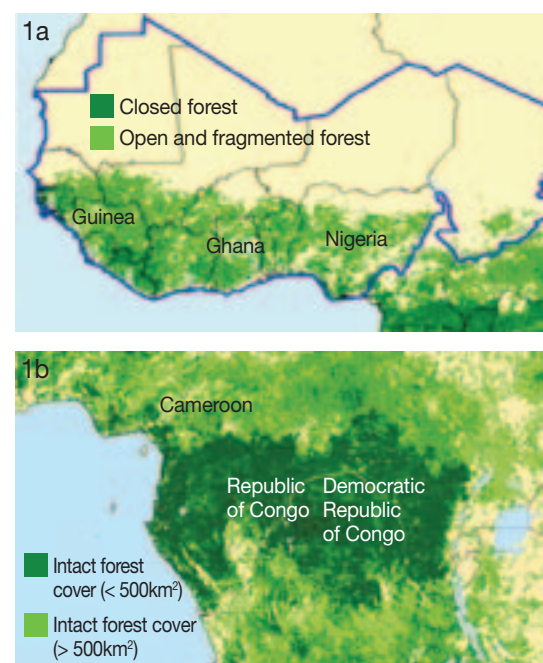 1a
Closed forest
Open and fragmented forest
Guinea
Ghana
Nigeria
1b
Cameroon
Republic
of Congo
Democratic
Republic
of Congo
Intact forest
cover (< 500km²)
Intact forest cover
(> 500km²)